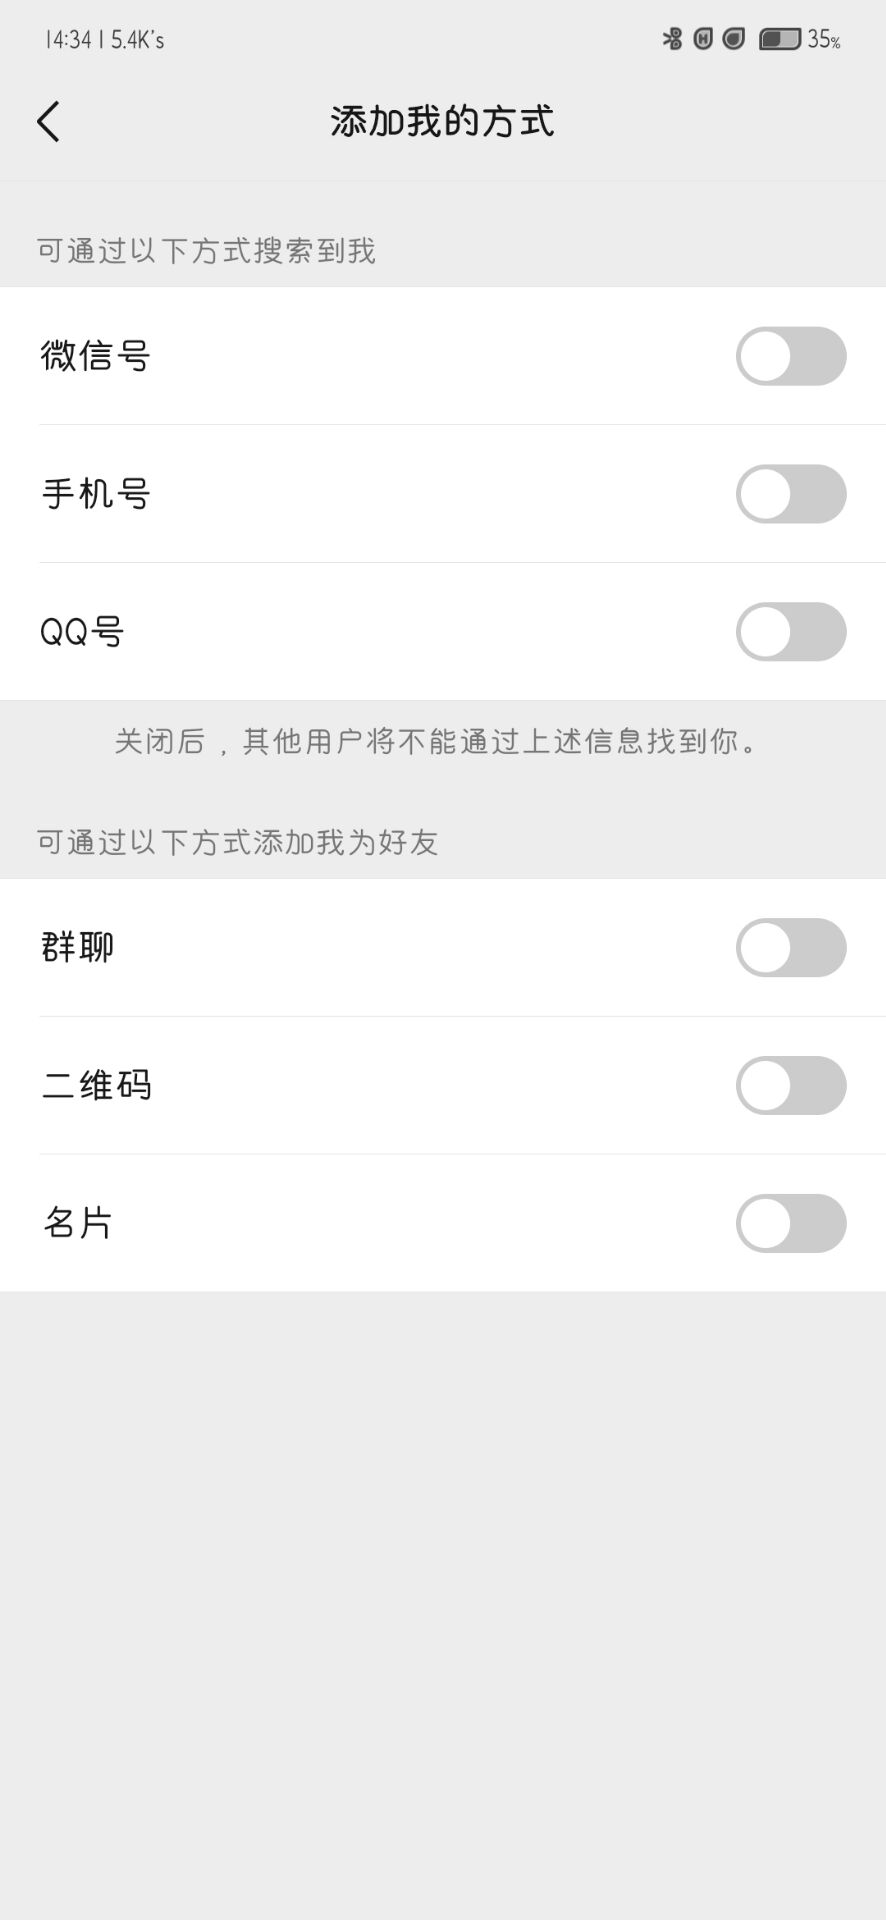 14:34 | 5.4K's
35%
添加我的方式
可通过以下方式搜索到我
微信号
手机号
QQ号
关闭后，其他用户将不能通过上述信息找到你。
可通过以下方式添加我为好友
群聊
二维码
名片